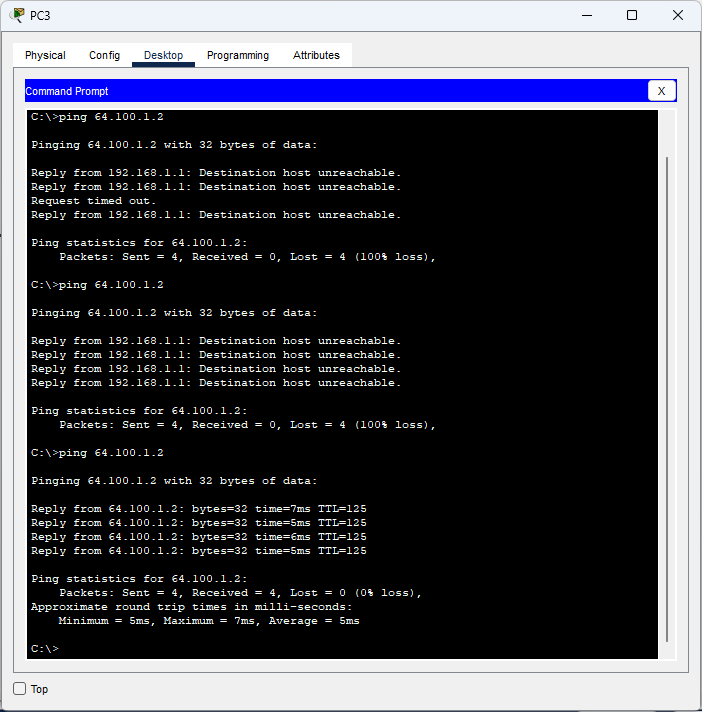 PC3
Physical Config Desktop Programming Attributes
Command Prompt X
C:\>ping 64.100.1.2
Pinging 64.100.1.2 with 32 bytes of data:
Reply from 192.168.1.1: Destination host unreachable.
Reply from 192.168.1.1: Destination host unreachable.
Request timed out.
Reply from 192.168.1.1: Destination host unreachable.
Ping statistics for 64.100.1.2:
    Packets: Sent = 4, Received = 0, Lost = 4 (100% loss),
C:\>ping 64.100.1.2
Pinging 64.100.1.2 with 32 bytes of data:
Reply from 192.168.1.1: Destination host unreachable.
Reply from 192.168.1.1: Destination host unreachable.
Reply from 192.168.1.1: Destination host unreachable.
Reply from 192.168.1.1: Destination host unreachable.
Ping statistics for 64.100.1.2:
    Packets: Sent = 4, Received = 0, Lost = 4 (100% loss),
C:\>ping 64.100.1.2
Pinging 64.100.1.2 with 32 bytes of data:
Reply from 64.100.1.2: bytes=32 time=7ms TTL=125
Reply from 64.100.1.2: bytes=32 time=5ms TTL=125
Reply from 64.100.1.2: bytes=32 time=6ms TTL=125
Reply from 64.100.1.2: bytes=32 time=5ms TTL=125
Ping statistics for 64.100.1.2:
    Packets: Sent = 4, Received = 4, Lost = 0 (0% loss),
Approximate round trip times in milli-seconds:
    Minimum = 5ms, Maximum = 7ms, Average = 5ms
C:\>
Top